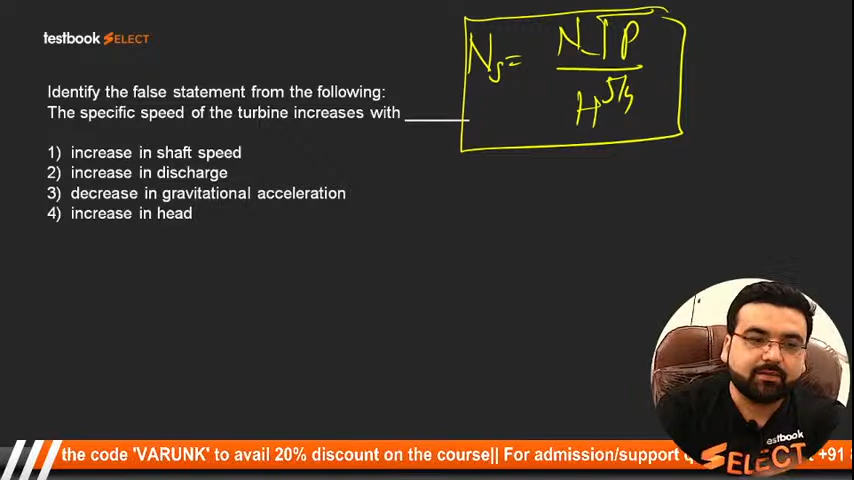 testbook SELECT
Identify the false statement from the following:
The specific speed of the turbine increases with ________
1) increase in shaft speed
2) increase in discharge
3) decrease in gravitational acceleration
4) increase in head
Ns = N√P / H^5/4
testbook
SELECT
the code 'VARUNK' to avail 20% discount on the course|| For admission/support
+91